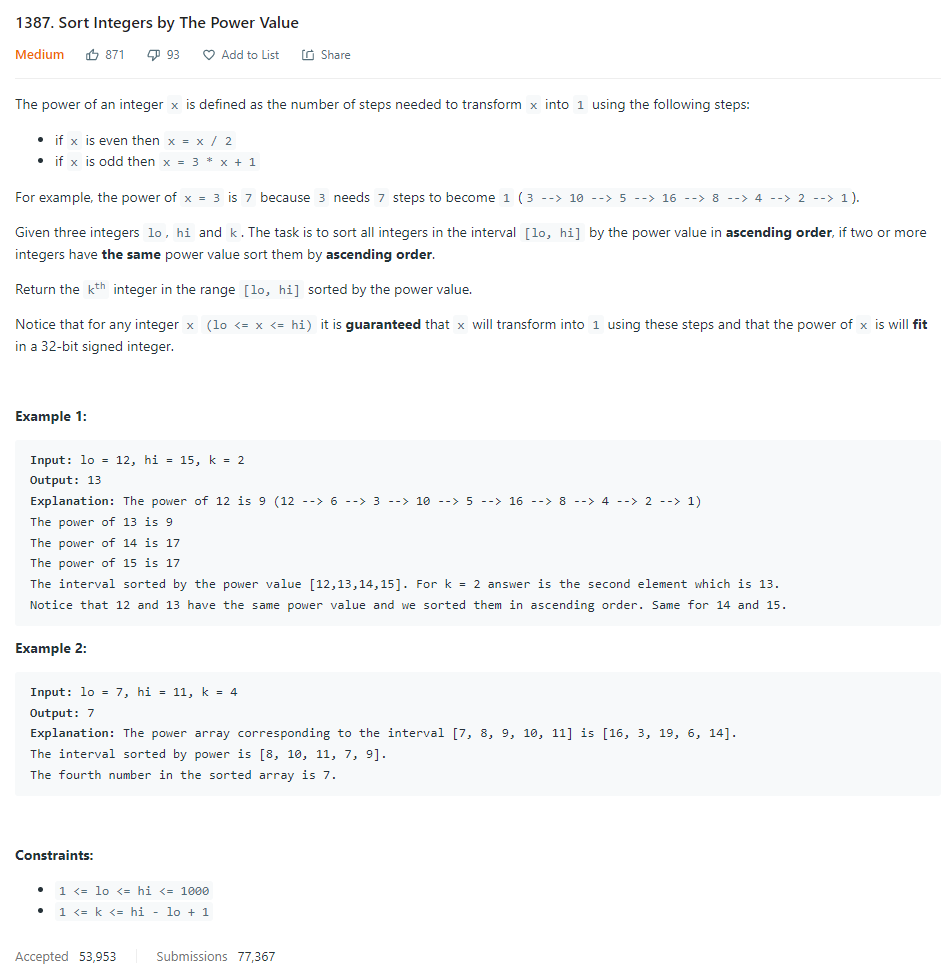 1387. Sort Integers by The Power Value
Medium 871 93 Add to List Share
The power of an integer x is defined as the number of steps needed to transform x into 1 using the following steps:
• if x is even then x = x / 2
• if x is odd then x = 3 * x + 1
For example, the power of x = 3 is 7 because 3 needs 7 steps to become 1 (3 --> 10 --> 5 --> 16 --> 8 --> 4 --> 2 --> 1).
Given three integers lo, hi and k. The task is to sort all integers in the interval [lo, hi] by the power value in ascending order, if two or more
integers have the same power value sort them by ascending order.
Return the kth integer in the range [lo, hi] sorted by the power value.
Notice that for any integer x (lo <= x <= hi) it is guaranteed that x will transform into 1 using these steps and that the power of x is will fit
in a 32-bit signed integer.
Example 1:
Input: lo = 12, hi = 15, k = 2
Output: 13
Explanation: The power of 12 is 9 (12 --> 6 --> 3 --> 10 --> 5 --> 16 --> 8 --> 4 --> 2 --> 1)
The power of 13 is 9
The power of 14 is 17
The power of 15 is 17
The interval sorted by the power value [12,13,14,15]. For k = 2 answer is the second element which is 13.
Notice that 12 and 13 have the same power value and we sorted them in ascending order. Same for 14 and 15.
Example 2:
Input: lo = 7, hi = 11, k = 4
Output: 7
Explanation: The power array corresponding to the interval [7, 8, 9, 10, 11] is [16, 3, 19, 6, 14].
The interval sorted by power is [8, 10, 11, 7, 9].
The fourth number in the sorted array is 7.
Constraints:
• 1 <= lo <= hi <= 1000
• 1 <= k <= hi - lo + 1
Accepted 53,953 Submissions 77,367